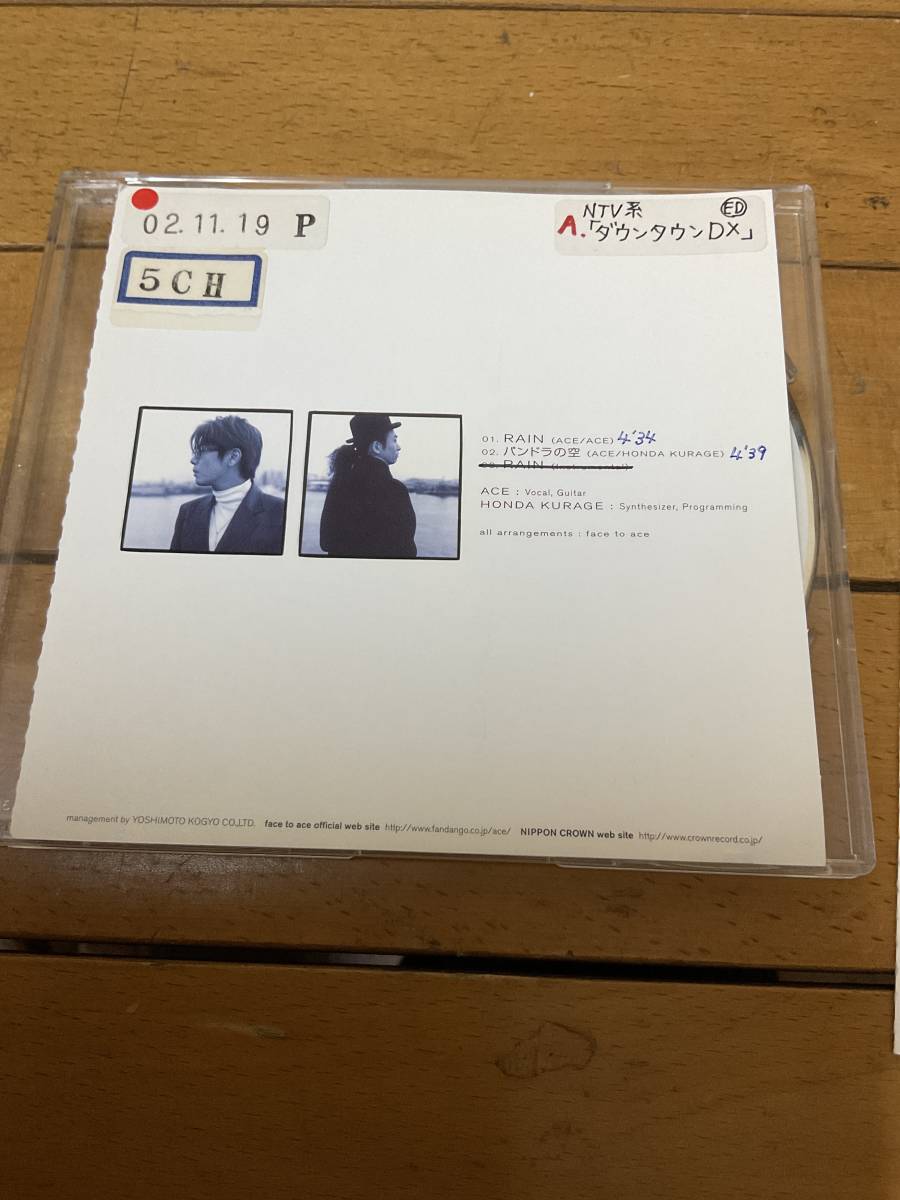 02.11.19 P
5CH
NTV系 ED
A.「ダウンタウンDX」
01. RAIN (ACE/ACE) 4'34
02. パンドラの空 (ACE/HONDA KURAGE) 4'39
03. RAIN (instrumental)
ACE : Vocal, Guitar
HONDA KURAGE : Synthesizer, Programming
all arrangements : face to ace
management by YOSHIMOTO KOGYO CO.,LTD. face to ace official web site http://www.fandango.co.jp/ace/ NIPPON CROWN web site http://www.crownrecord.co.jp/